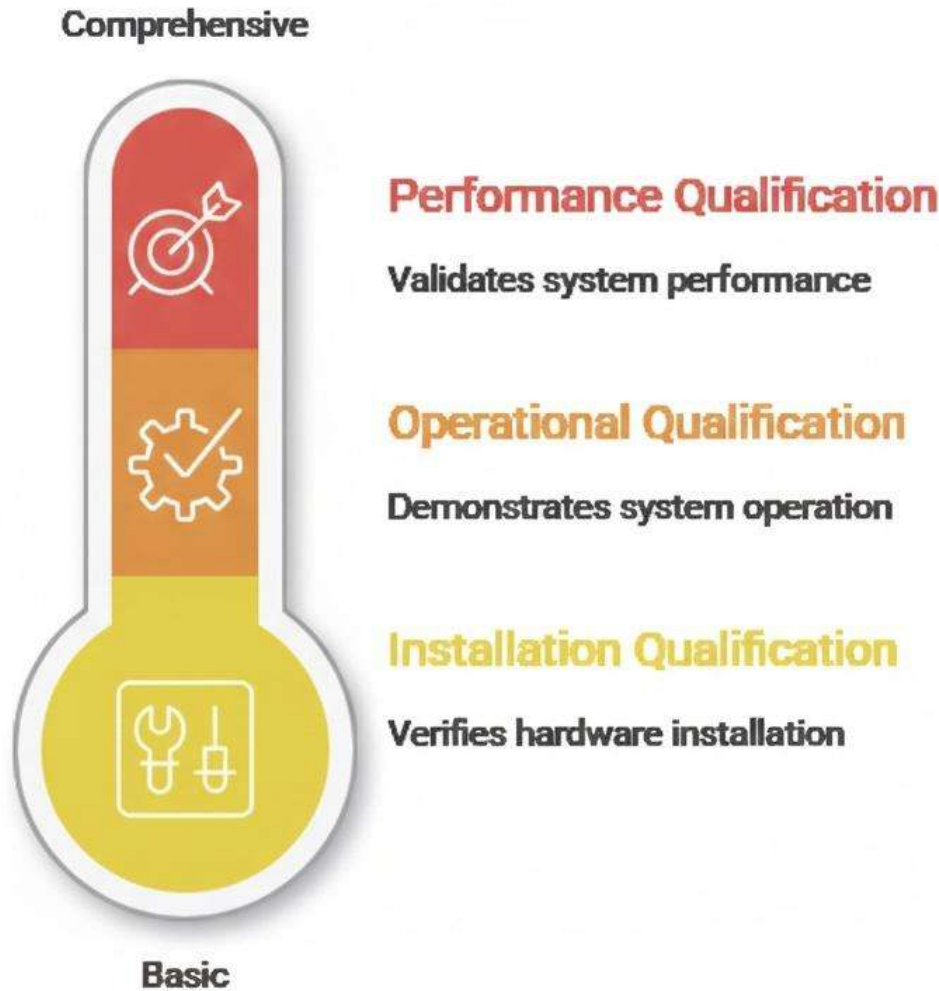 Comprehensive
Performance Qualification
Validates system performance
Operational Qualification
Demonstrates system operation
Installation Qualification
Verifies hardware installation
Basic